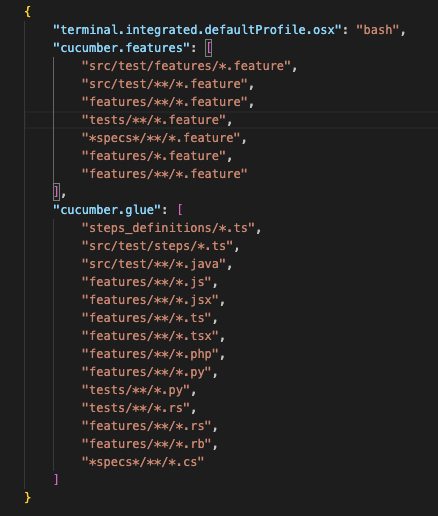 {
"terminal.integrated.defaultProfile.osx": "bash",
"cucumber.features": [
"src/test/features/*.feature",
"src/test/**/*.feature",
"features/**/*.feature",
"tests/**/*.feature",
"*specs*/**/*.feature",
"features/*.feature",
"features/**/*.feature"
],
"cucumber.glue": [
"steps_definitions/*.ts",
"src/test/steps/*.ts",
"src/test/**/*.java",
"features/**/*.js",
"features/**/*.jsx",
"features/**/*.ts",
"features/**/*.tsx",
"features/**/*.php",
"features/**/*.py",
"tests/**/*.py",
"tests/**/*.rs",
"features/**/*.rs",
"features/**/*.rb",
"*specs*/**/*.cs"
]
}